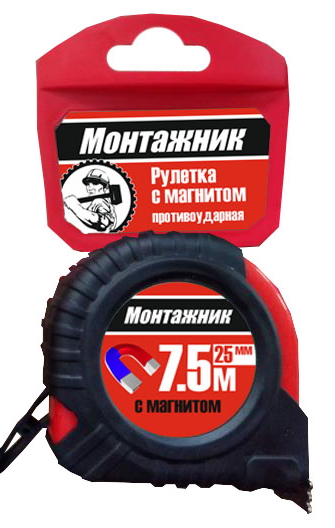 Монтажник
Рулетка
с магнитом
противоударная
Монтажник
7.5м 25мм
с магнитом